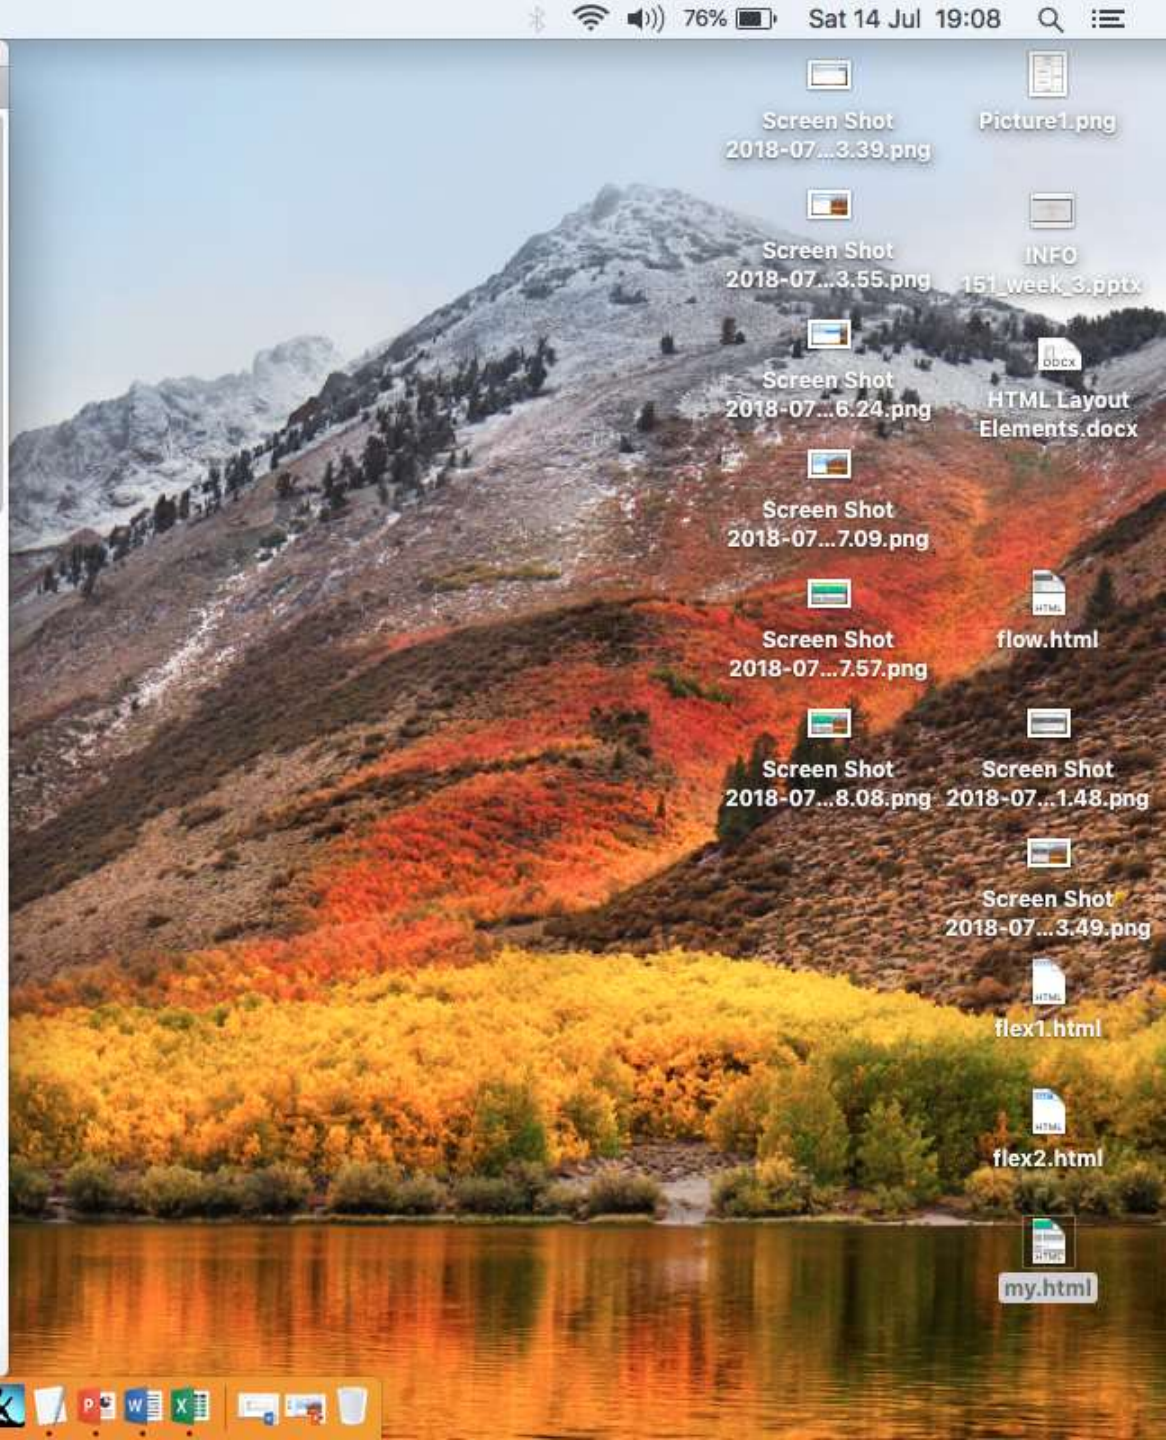 76% Sat 14 Jul 19:08
Screen Shot
2018-07...3.39.png
Picture1.png
Screen Shot
2018-07...3.55.png
INFO
151_week_3.pptx
Screen Shot
2018-07...6.24.png
DOCX
HTML Layout
Elements.docx
Screen Shot
2018-07...7.09.png
Screen Shot
2018-07...7.57.png
HTML
flow.html
Screen Shot
2018-07...8.08.png
Screen Shot
2018-07...1.48.png
Screen Shot
2018-07...3.49.png
HTML
flex1.html
HTML
flex2.html
HTML
my.html
X
P
W
X